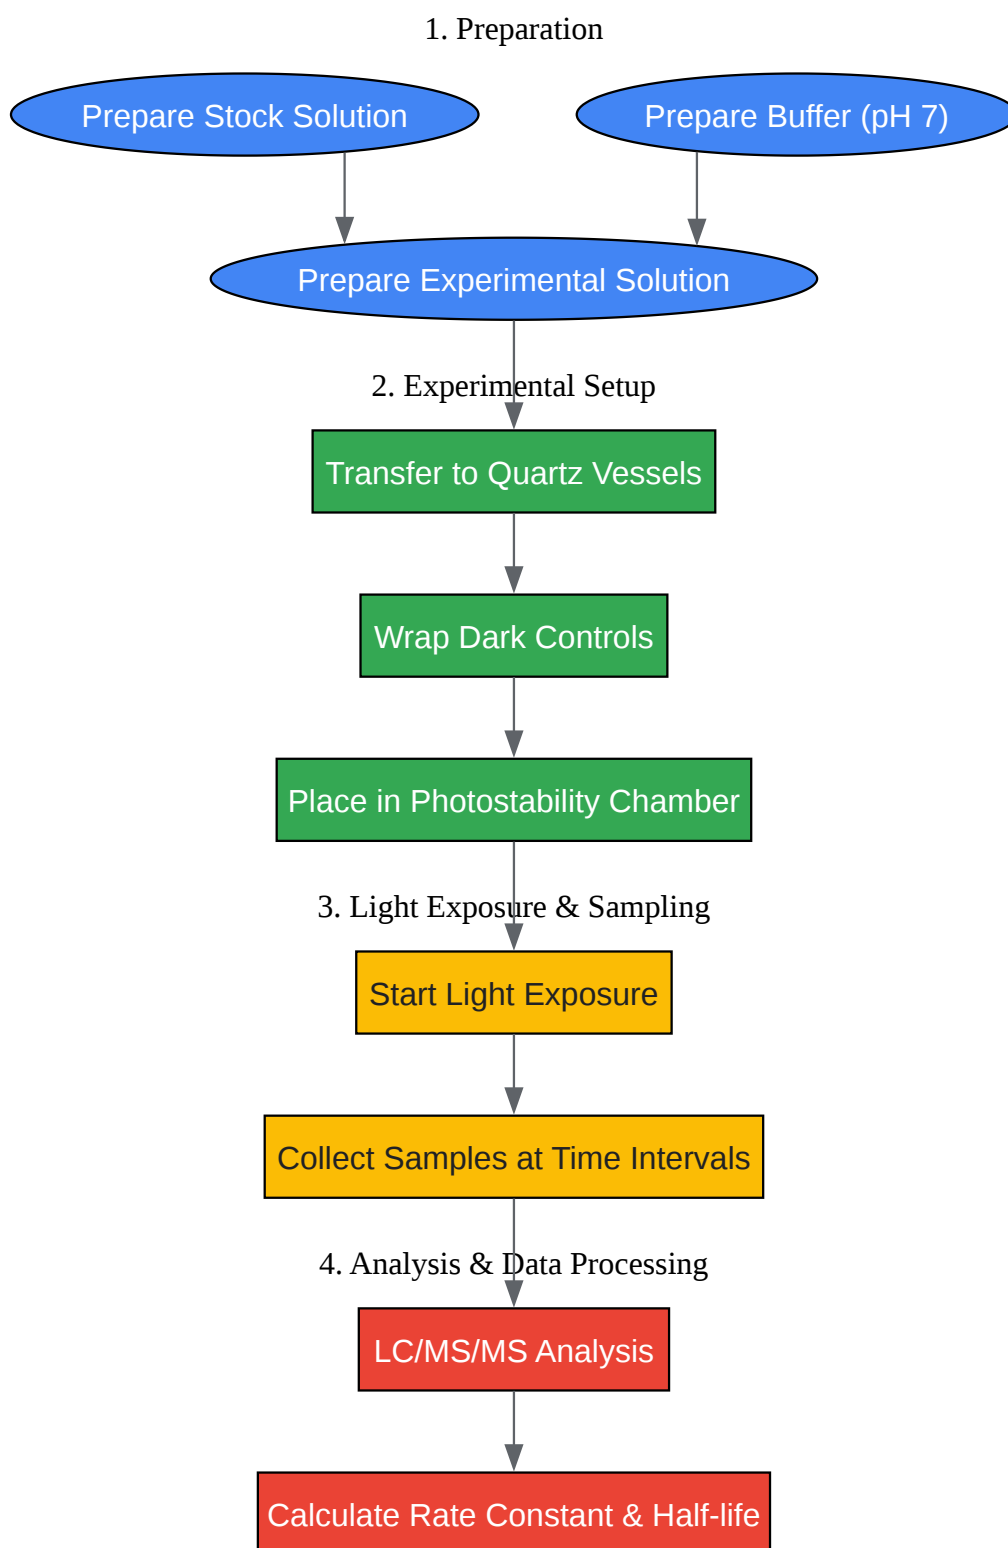 1. Preparation
Prepare Stock Solution
Prepare Buffer (pH 7)
Prepare Experimental Solution
2. Experimental Setup
Transfer to Quartz Vessels
Wrap Dark Controls
Place in Photostability Chamber
3. Light Exposure & Sampling
Start Light Exposure
Collect Samples at Time Intervals
4. Analysis & Data Processing
LC/MS/MS Analysis
Calculate Rate Constant & Half-life